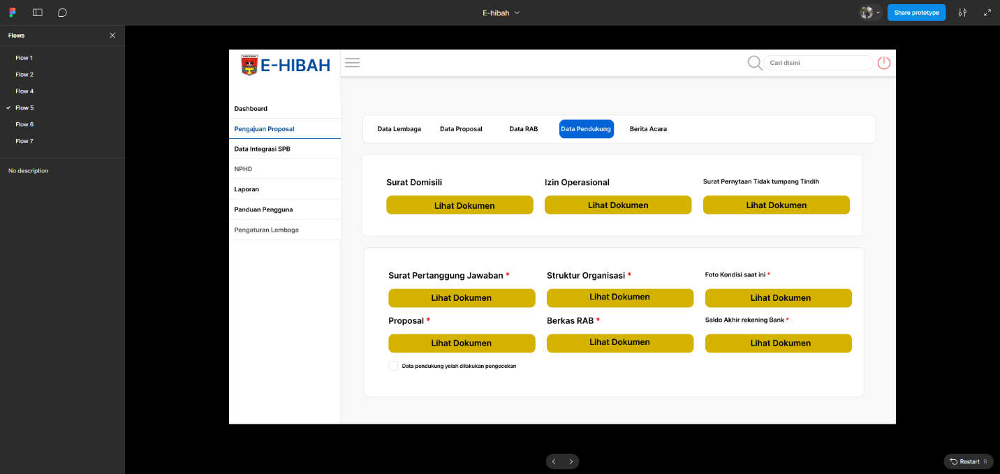 E-hibah
Share prototype
Flows
Flow 1
Flow 2
Flow 4
Flow 5
Flow 6
Flow 7
No description
E-HIBAH
Cari disini
Dashboard
Pengajuan Proposal
Data Integrasi SPB
NPHD
Laporan
Panduan Pengguna
Pengaturan Lembaga
Data Lembaga Data Proposal Data RAB Data Pendukung Berita Acara
Surat Domisili Izin Operasional Surat Pernytaan Tidak tumpang Tindih
Lihat Dokumen Lihat Dokumen Lihat Dokumen
Surat Pertanggung Jawaban * Struktur Organisasi * Foto Kondisi saat ini *
Lihat Dokumen Lihat Dokumen Lihat Dokumen
Proposal * Berkas RAB * Saldo Akhir rekening Bank *
Lihat Dokumen Lihat Dokumen Lihat Dokumen
Data pendukung yelah dilakukan pengecekan
Restart R